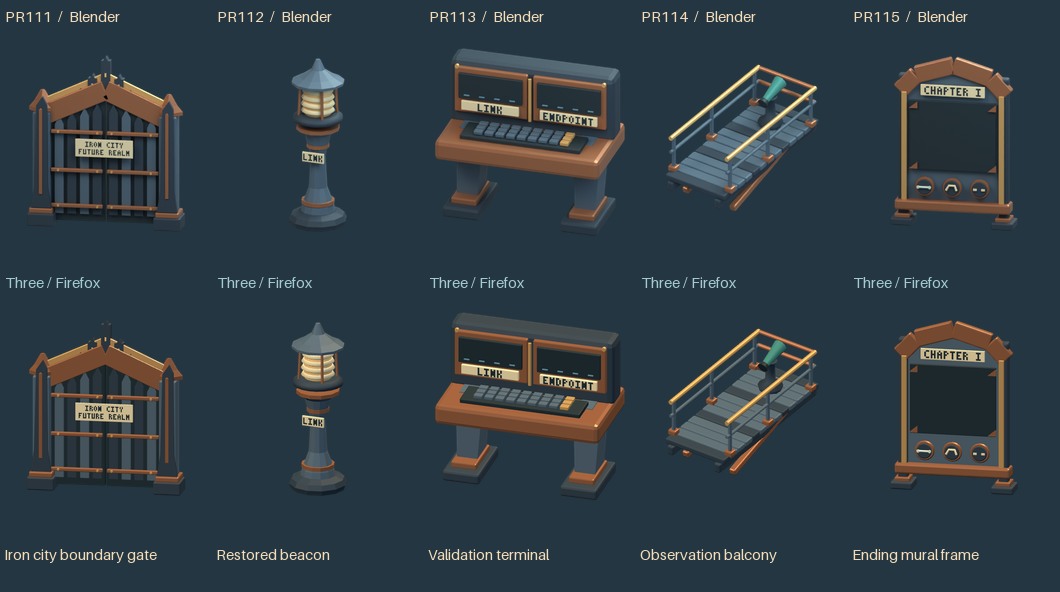 PR111 / Blender
PR112 / Blender
PR113 / Blender
PR114 / Blender
PR115 / Blender
IRON CITY
FUTURE REALM
LINK
LINK
ENDPOINT
CHAPTER I
Three / Firefox
Three / Firefox
Three / Firefox
Three / Firefox
Three / Firefox
IRON CITY
FUTURE REALM
LINK
LINK
ENDPOINT
CHAPTER I
Iron city boundary gate
Restored beacon
Validation terminal
Observation balcony
Ending mural frame